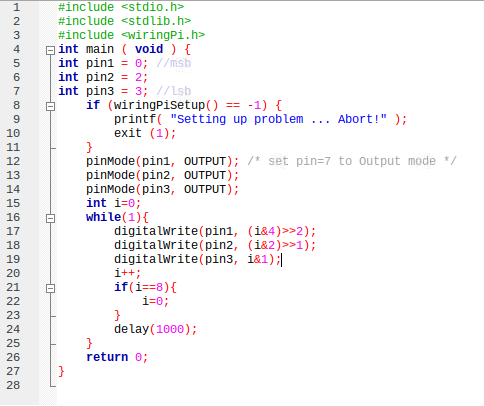 1 #include <stdio.h>
2 #include <stdlib.h>
3 #include <wiringPi.h>
4 int main ( void ) {
5 int pin1 = 0; //msb
6 int pin2 = 2;
7 int pin3 = 3; //lsb
8     if (wiringPiSetup() == -1) {
9         printf( "Setting up problem ... Abort!" );
10         exit (1);
11     }
12     pinMode(pin1, OUTPUT); /* set pin=7 to Output mode */
13     pinMode(pin2, OUTPUT);
14     pinMode(pin3, OUTPUT);
15     int i=0;
16     while(1){
17         digitalWrite(pin1, (i&4)>>2);
18         digitalWrite(pin2, (i&2)>>1);
19         digitalWrite(pin3, i&1);
20         i++;
21         if(i==8){
22             i=0;
23         }
24         delay(1000);
25     }
26     return 0;
27 }
28